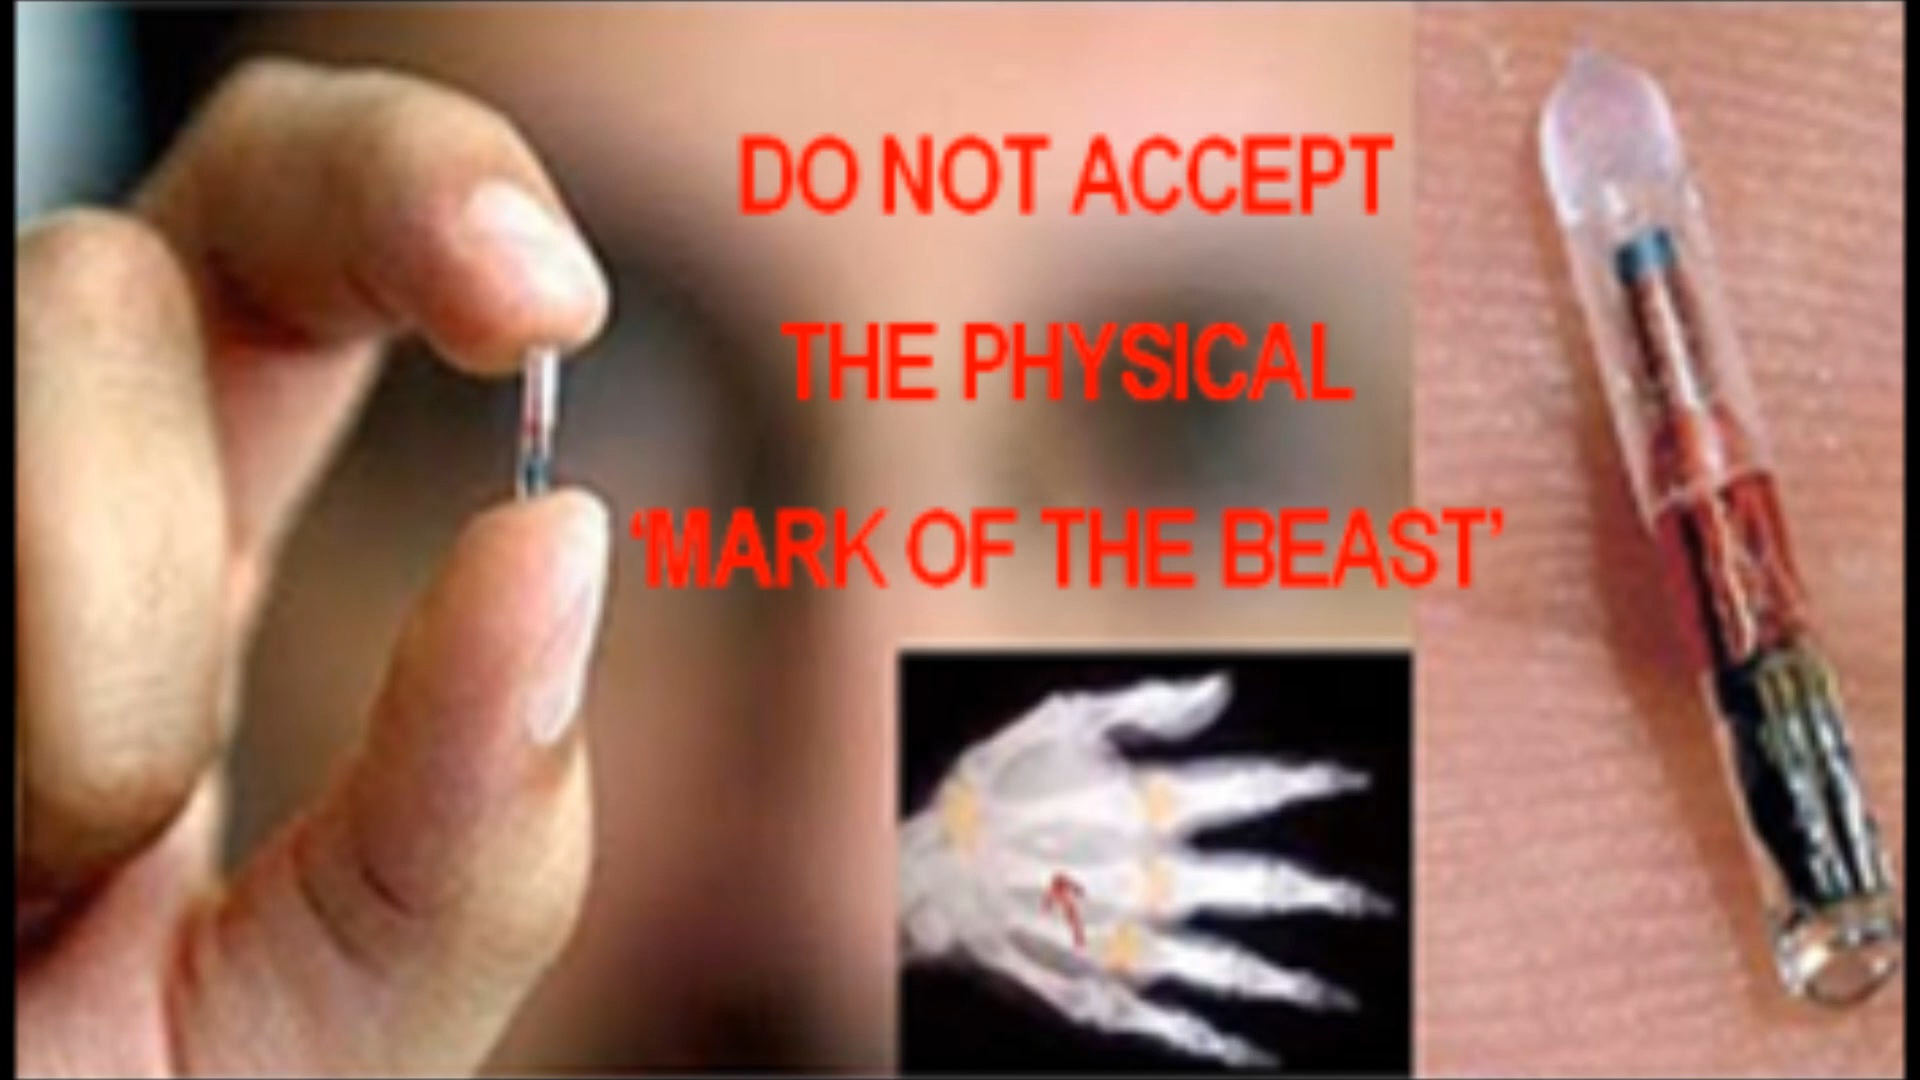 DO NOT ACCEPT
THE PHYSICAL
‘MARK OF THE BEAST’